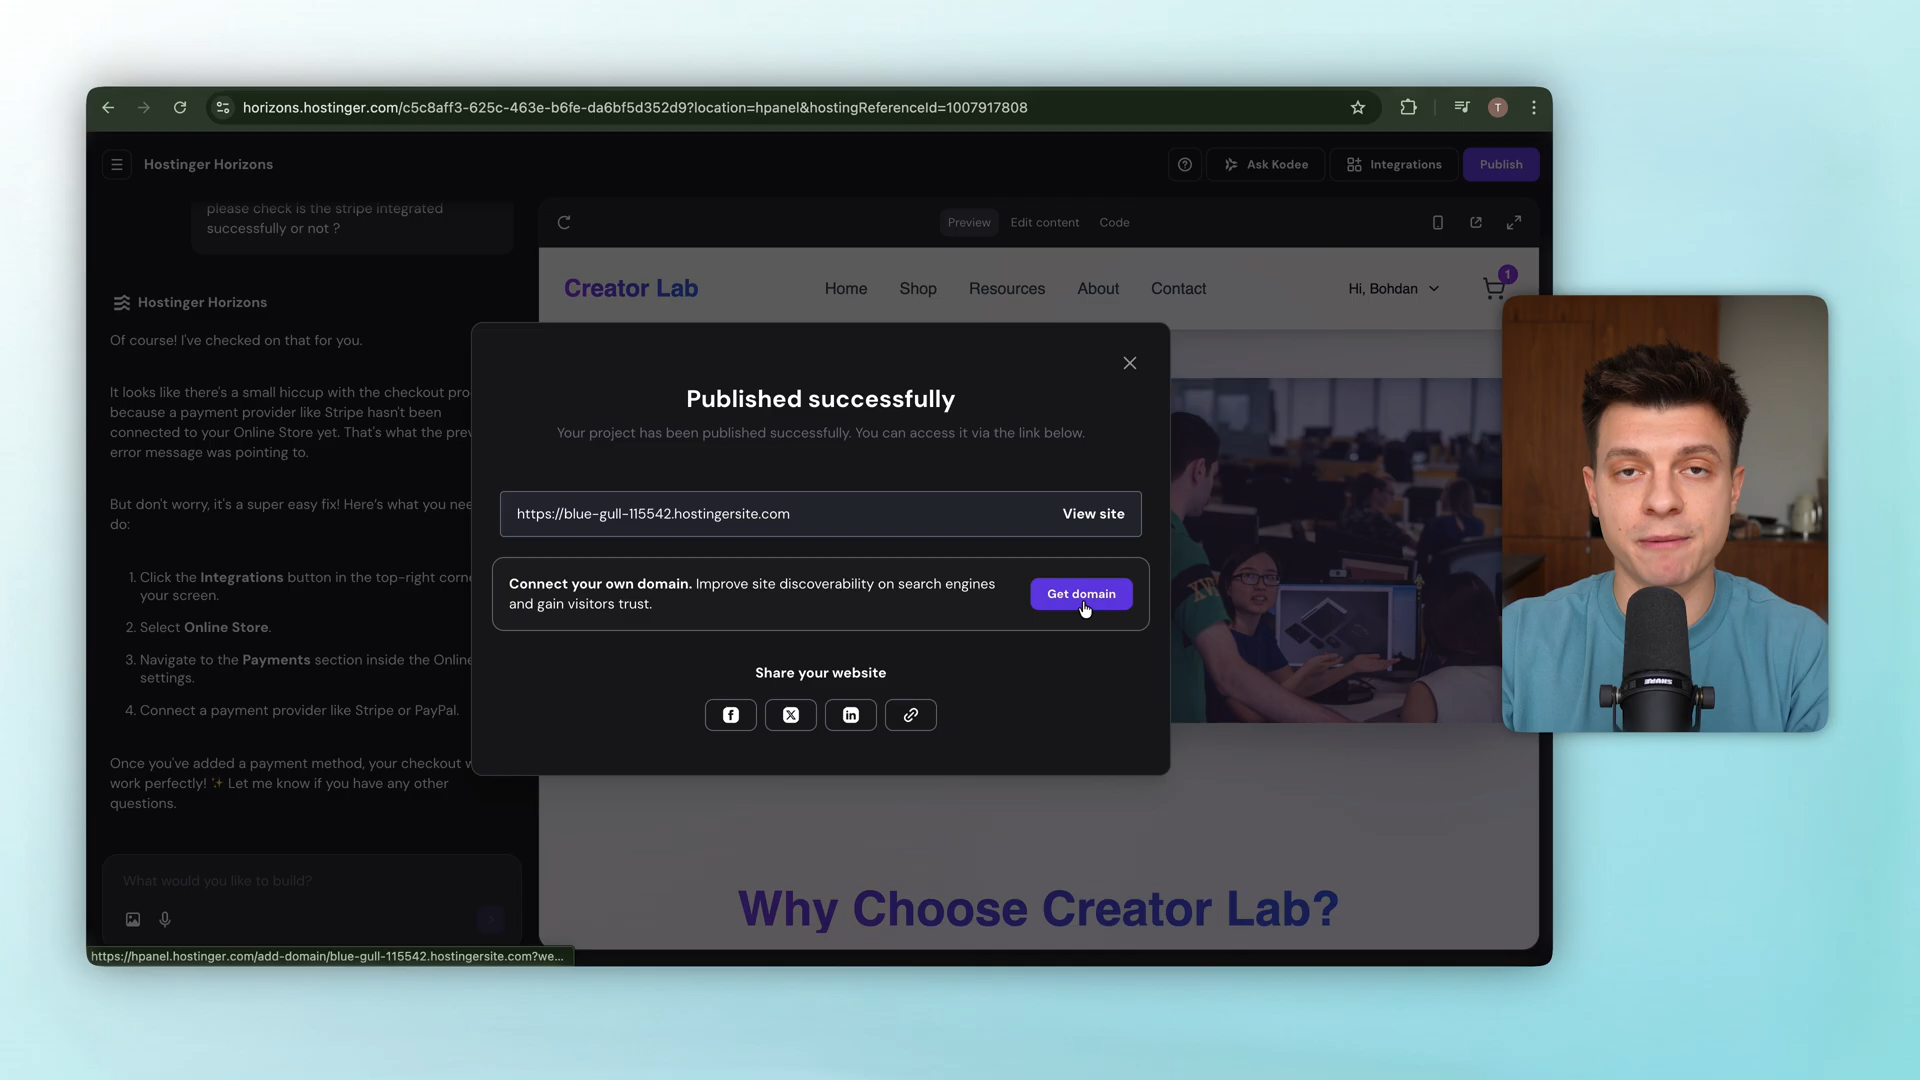 horizons.hostinger.com/c5c8aff3-625c-463e-b6fe-da6bf5d352d9?location=hpanel&hostingReferenceId=1007917808
T
Hostinger Horizons
Ask Kodee
Integrations
Publish
please check is the stripe integrated
successfully or not ?
Preview
Edit content
Code
Creator Lab
Home
Shop
Resources
About
Contact
Hi, Bohdan
1
Hostinger Horizons
Of course! I've checked on that for you.
It looks like there's a small hiccup with the checkout
because a payment provider like Stripe hasn't been
connected to your Online Store yet. That's what the
error message was pointing to.
But don't worry, it's a super easy fix! Here's what you
do:
1. Click the Integrations button in the top-right
your screen.
2. Select Online Store.
3. Navigate to the Payments section inside the Online
settings.
4. Connect a payment provider like Stripe or PayPal.
Once you've added a payment method, your checkout
work perfectly! ✨ Let me know if you have any other
questions.
What would you like to build?
Published successfully
Your project has been published successfully. You can access it via the link below.
https://blue-gull-115542.hostingersite.com
View site
Connect your own domain. Improve site discoverability on search engines
and gain visitors trust.
Get domain
Share your website
Why Choose Creator Lab?
https://hpanel.hostinger.com/add-domain/blue-gull-115542.hostingersite.com?we...
SHURE